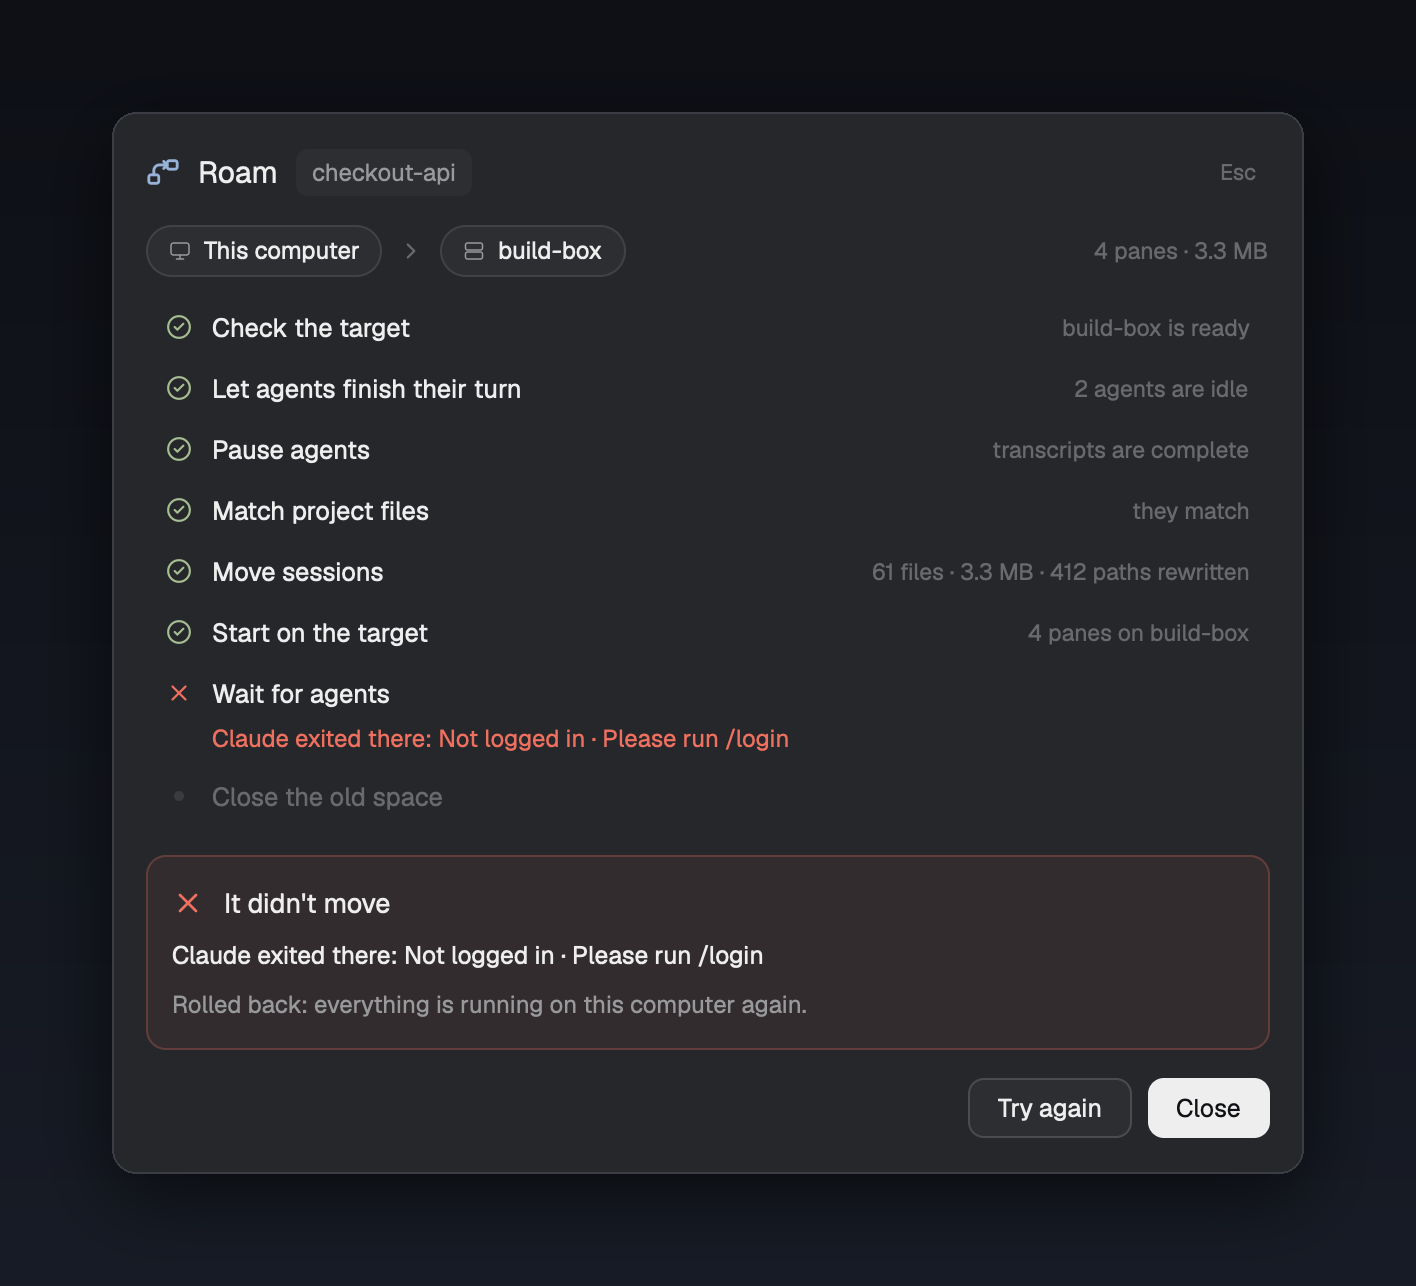 Roam checkout-api Esc
This computer build-box 4 panes · 3.3 MB
Check the target build-box is ready
Let agents finish their turn 2 agents are idle
Pause agents transcripts are complete
Match project files they match
Move sessions 61 files · 3.3 MB · 412 paths rewritten
Start on the target 4 panes on build-box
Wait for agents
Claude exited there: Not logged in · Please run /login
Close the old space
It didn't move
Claude exited there: Not logged in · Please run /login
Rolled back: everything is running on this computer again.
Try again Close